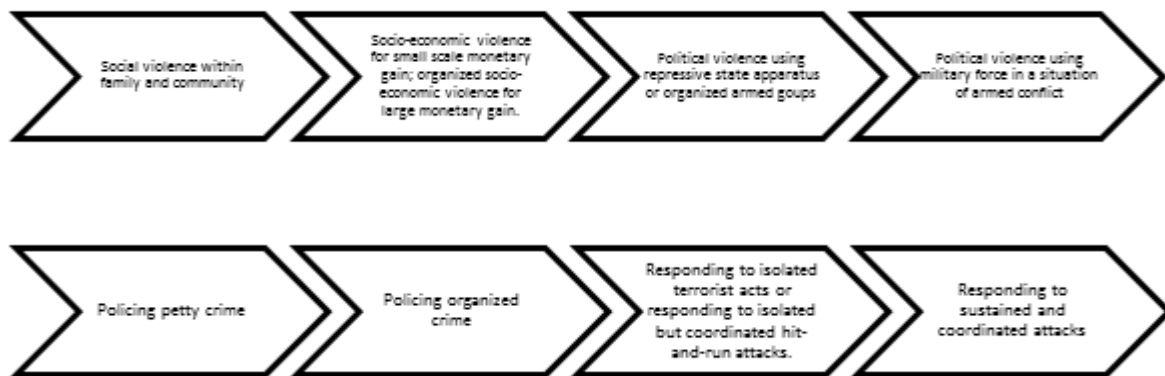 Social violence within
family and community
Socio-economic violence
for small scale monetary
gain; organized socio-
economic violence for
large monetary gain.
Political violence using
repressive state apparatus
or organized armed goups
Political violence using
military force in a situation
of armed conflict
Policing petty crime
Policing organized
crime
Responding to isolated
terrorist acts or
responding to isolated
but coordinated hit-
and-run attacks.
Responding to
sustained and
coordinated attacks